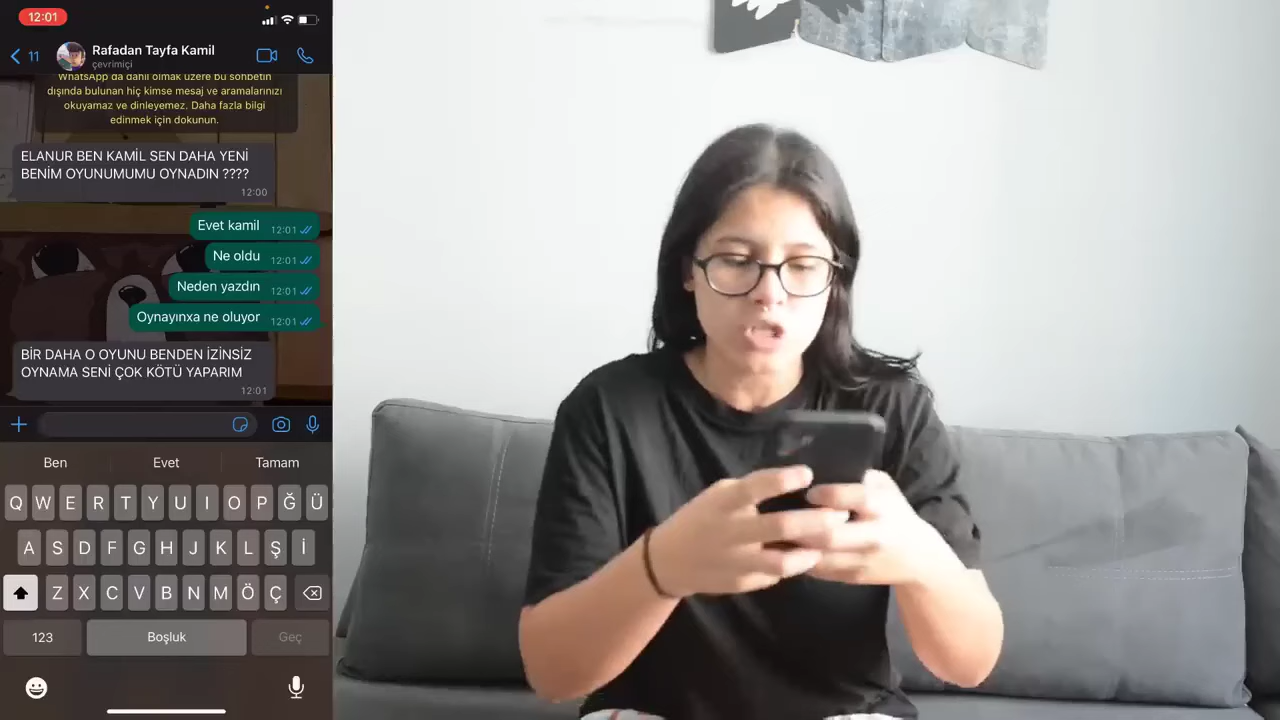 12:01
11
Rafadan Tayfa Kamil
çevrimiçi
WhatsApp da dahil olmak üzere bu sohbetin
dışında bulunan hiç kimse mesaj ve aramalarınızı
okuyamaz ve dinleyemez. Daha fazla bilgi
edinmek için dokunun.
ELANUR BEN KAMİL SEN DAHA YENİ
BENİM OYUNUMUMU OYNADIN ????
12:00
Evet kamil 12:01
Ne oldu 12:01
Neden yazdın 12:01
Oynayınxa ne oluyor 12:01
BİR DAHA O OYUNU BENDEN İZİNSİZ
OYNAMA SENİ ÇOK KÖTÜ YAPARIM
12:01
Ben Evet Tamam
Q W E R T Y U I O P Ğ Ü
A S D F G H J K L Ş İ
Z X C V B N M Ö Ç
123 Boşluk Geç